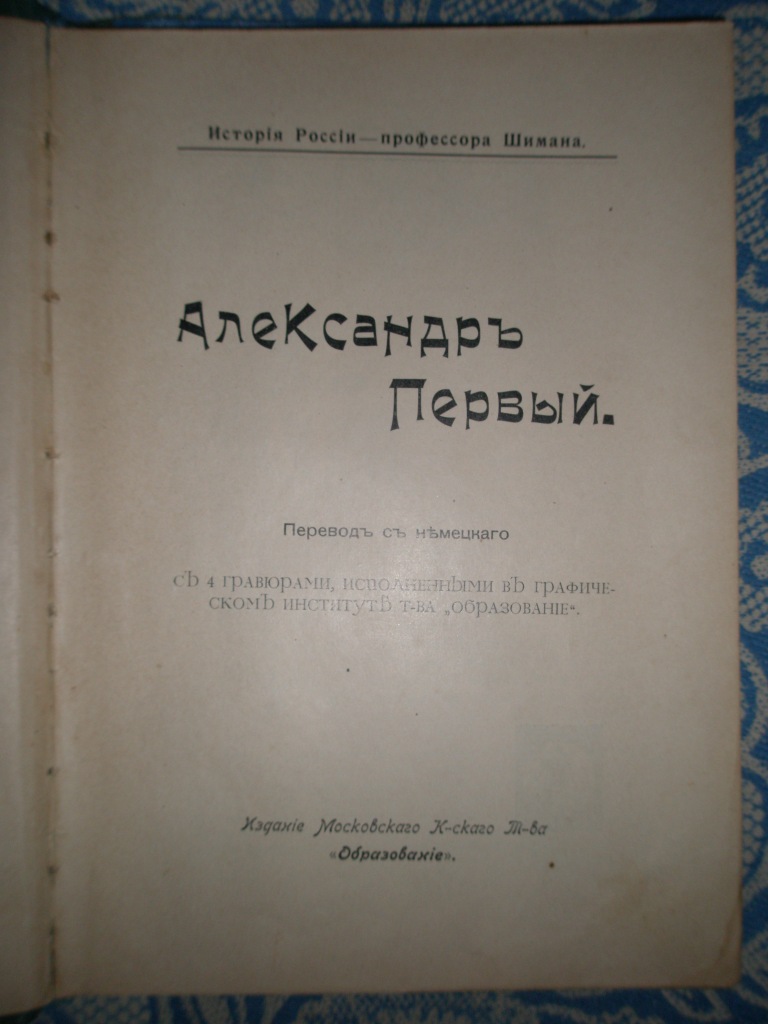 Исторія Россіи—профессора Шимана.
Александръ
Первый.
Переводъ съ нѣмецкаго
съ 4 гравюрами, исполненными въ графиче-
скомъ институтѣ т-ва „Образованіе“.
Изданіе Московскаго К-скаго Т-ва
«Образованіе».